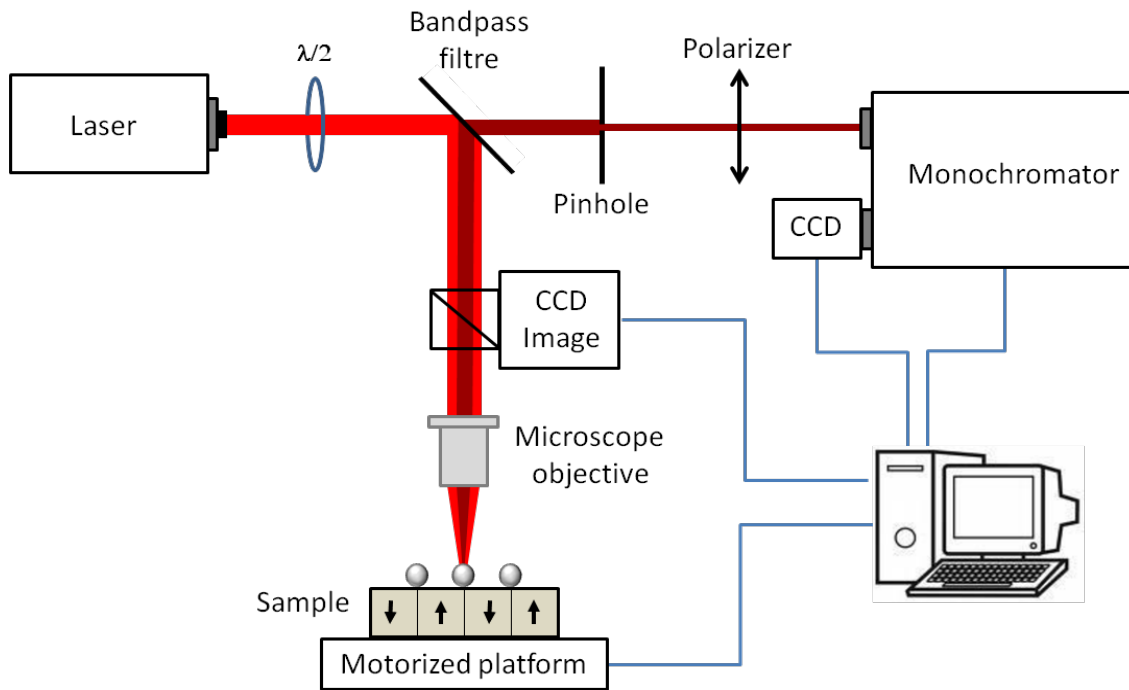 Bandpass
filtre
λ/2
Polarizer
Laser
Monochromator
Pinhole
CCD
CCD
Image
Microscope
objective
Sample
Motorized platform